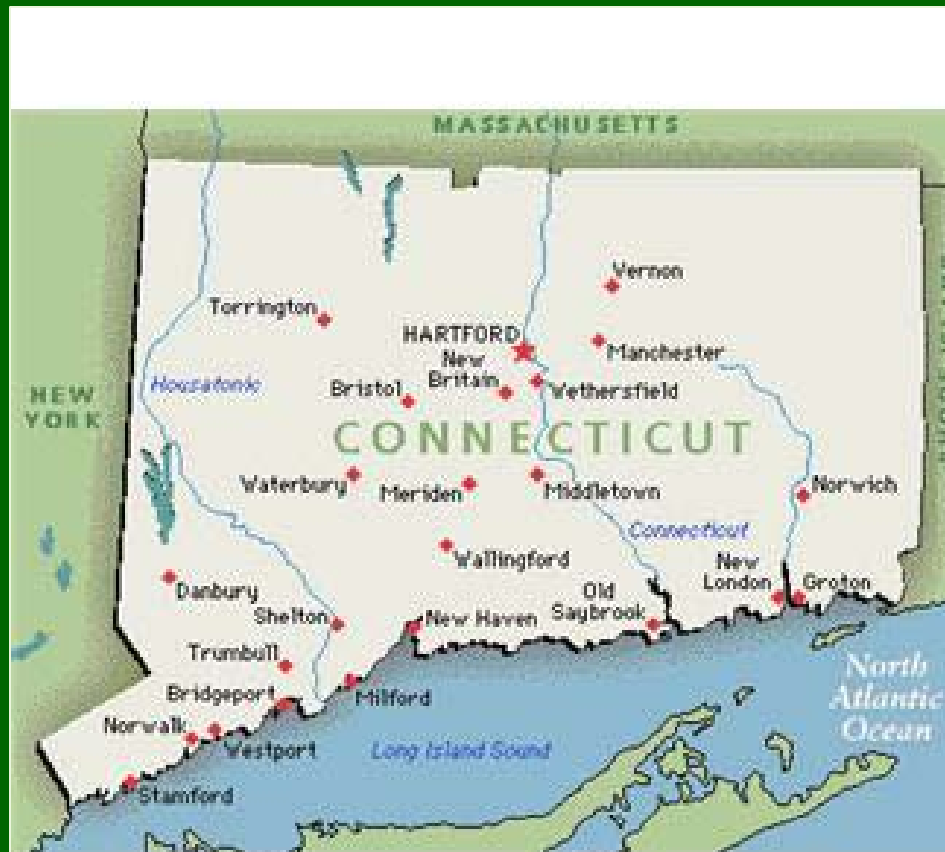 MASSACHUSETTS
Vernon
Torrington
HARTFORD
Manchester
New
Britain
Housatonic
Bristol
Wethersfield
NEW
YORK
CONNECTICUT
Waterbury
Meriden
Middletown
Norwich
Connecticut
Wallingford
New
London
Groton
Danbury
Old
Saybrook
Shelton
New Haven
Trumbull
North
Atlantic
Ocean
Bridgeport
Milford
Norwalk
Westport
Long Island Sound
Stamford